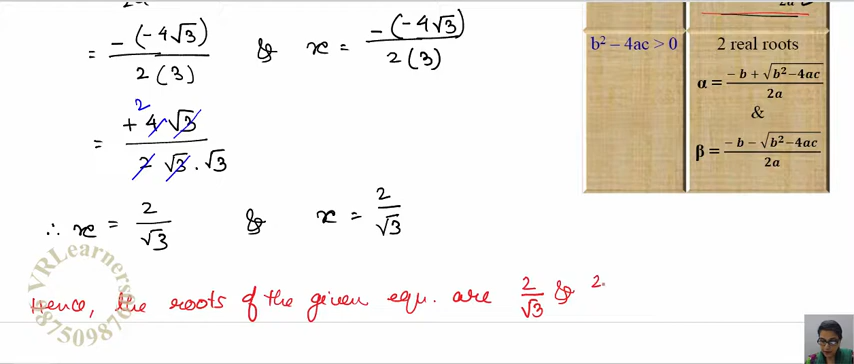 2a
= -(-4√3) / 2(3) & x = -(-4√3) / 2(3)
= +4√3 / 2√3 . √3
2
∴ x = 2/√3 & x = 2/√3
Hence, the roots of the given equ. are 2/√3 & 2
b² – 4ac > 0 2 real roots
α = (−b + √(b²−4ac)) / 2a
&
β = (−b − √(b²−4ac)) / 2a
VRLearners